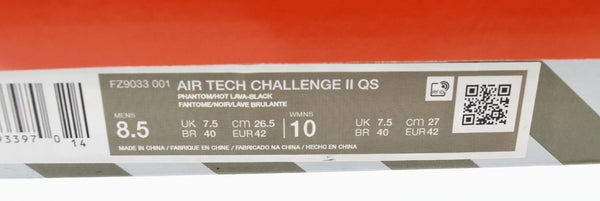 FZ9033 001 AIR TECH CHALLENGE II QS
PHANTOM/HOT LAVA-BLACK
FANTOME/NOIR/LAVE BRULANTE
MENS 8.5 UK 7.5 CM 26.5 WMNS 10 UK 7.5 CM 27
BR 40 EUR 42 BR 40 EUR 42
MADE IN CHINA / FABRIQUE EN CHINE / FABRICADO NA CHINA / HECHO EN CHINA
3397 0 14